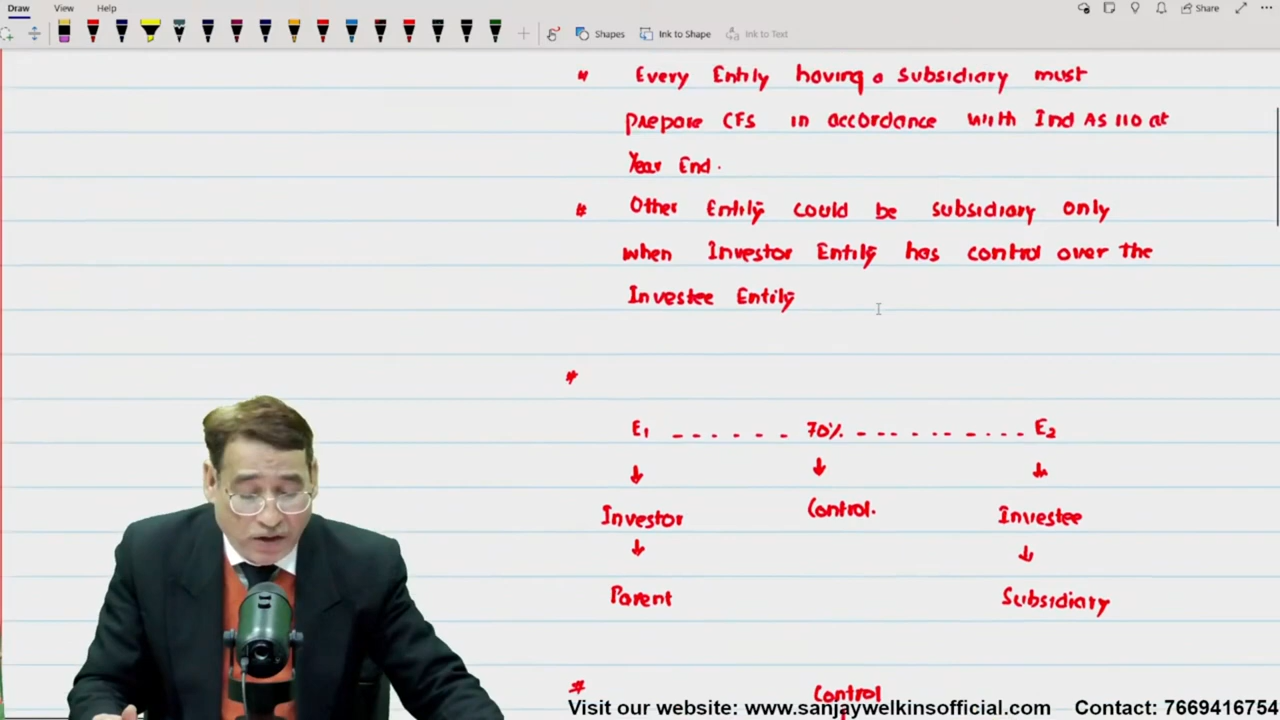 Draw View Help Share
Shapes Ink to Shape Ink to Text
* Every Entity having a subsidiary must
prepare CFs in accordance with Ind AS 110 at
Year End.
* Other Entity could be subsidiary only
when Investor Entity has control over the
Investee Entity
*
E1 - - - - - - 70% - - - - - - - - - E2
↓ ↓ ↓
Investor Control. Investee
↓ ↓
Parent Subsidiary
* Control
Visit our website: www.sanjaywelkinsofficial.com Contact: 7669416754